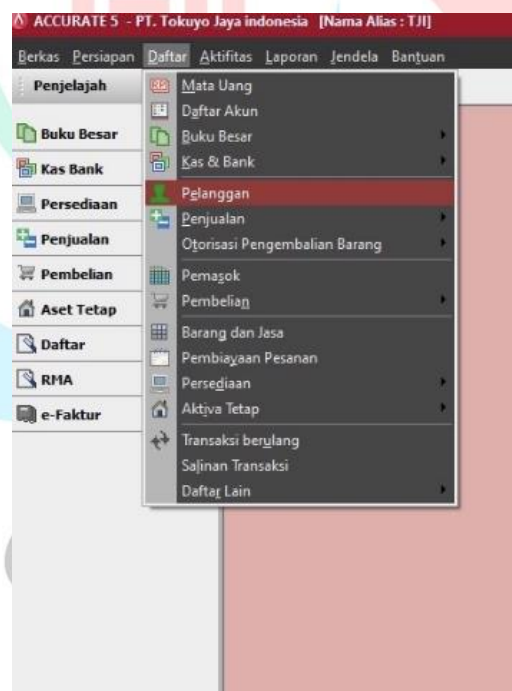 ACCURATE 5 - PT. Tokuyo Jaya indonesia [Nama Alias : TJI]
Berkas Persiapan Daftar Aktifitas Laporan Jendela Bantuan
Penjelajah
Buku Besar
Kas Bank
Persediaan
Penjualan
Pembelian
Aset Tetap
Daftar
RMA
e-Faktur
Mata Uang
Daftar Akun
Buku Besar
Kas & Bank
Pelanggan
Penjualan
Otorisasi Pengembalian Barang
Pemasok
Pembelian
Barang dan Jasa
Pembiayaan Pesanan
Persediaan
Aktiva Tetap
Transaksi berulang
Salinan Transaksi
Daftar Lain